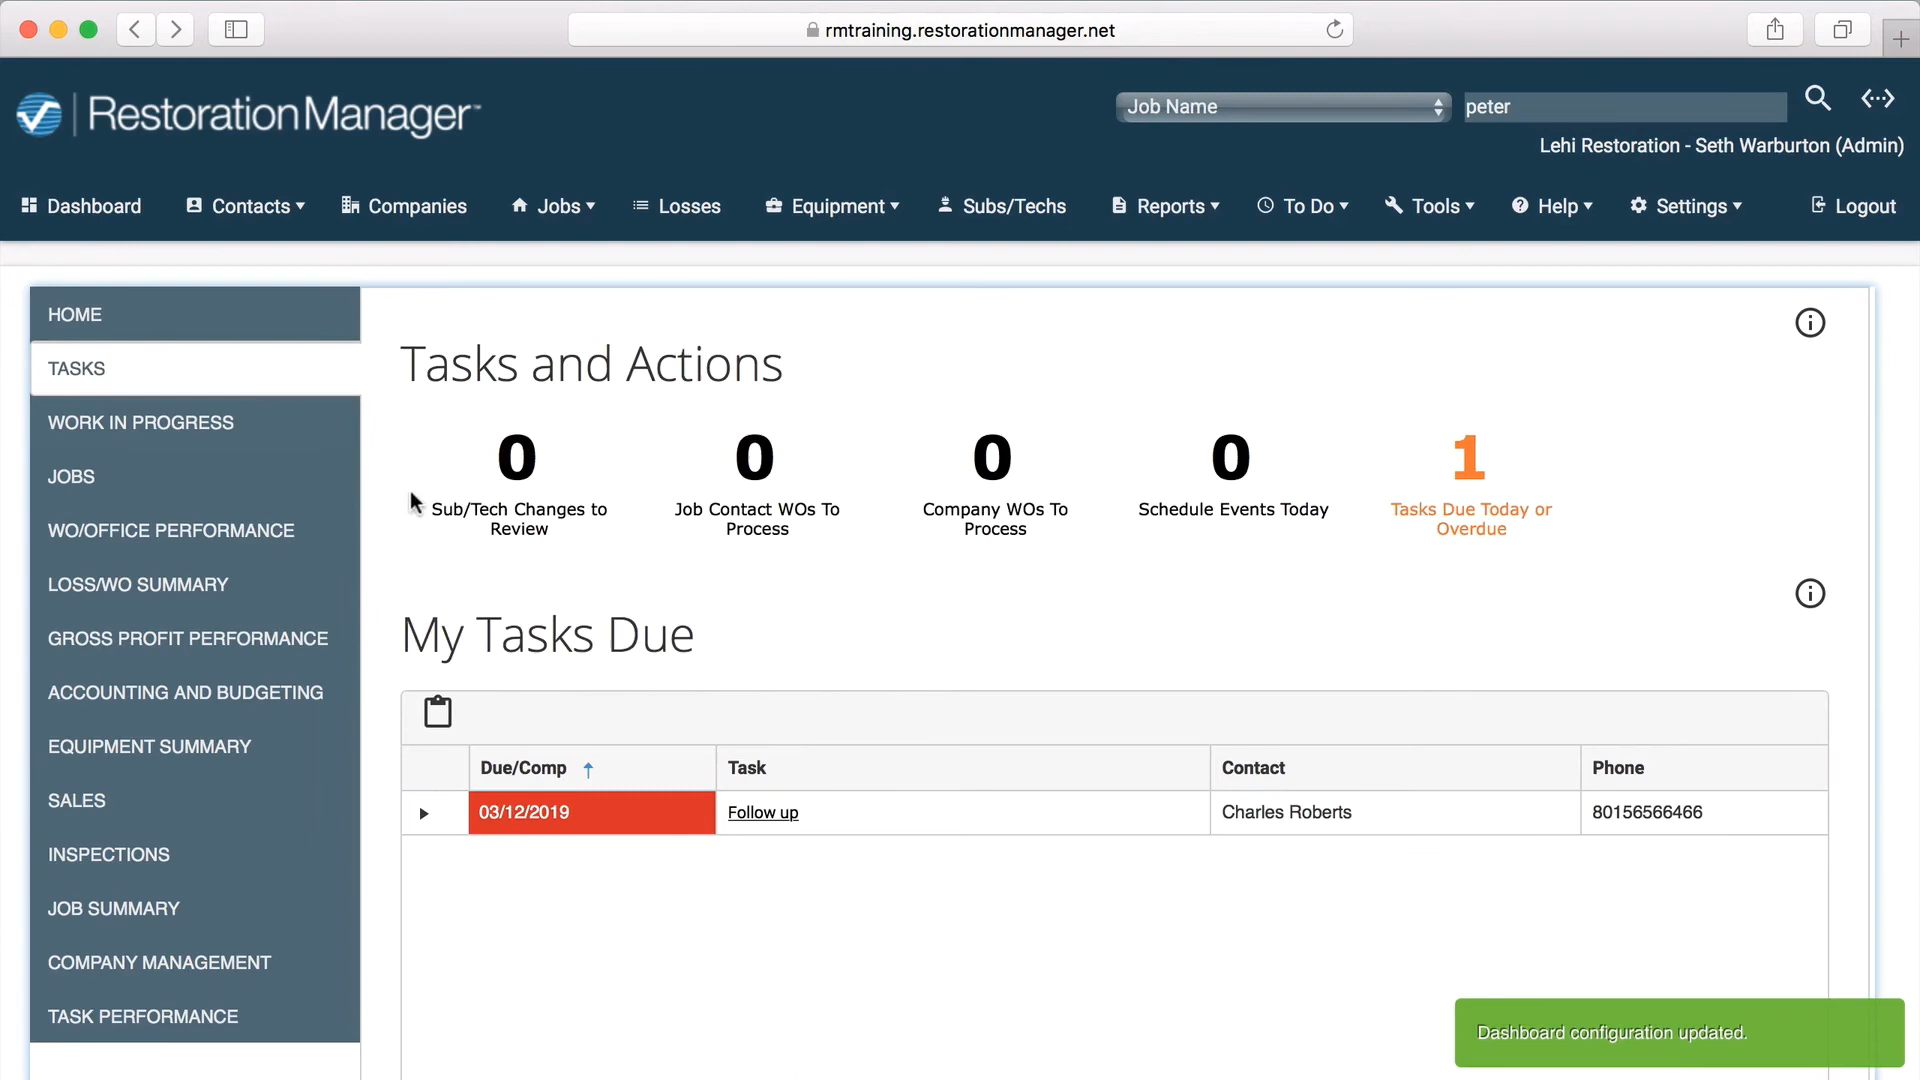 rmtraining.restorationmanager.net
RestorationManager™
Job Name
peter
Lehi Restoration - Seth Warburton (Admin)
Dashboard
Contacts
Companies
Jobs
Losses
Equipment
Subs/Techs
Reports
To Do
Tools
Help
Settings
Logout
HOME
TASKS
WORK IN PROGRESS
JOBS
WO/OFFICE PERFORMANCE
LOSS/WO SUMMARY
GROSS PROFIT PERFORMANCE
ACCOUNTING AND BUDGETING
EQUIPMENT SUMMARY
SALES
INSPECTIONS
JOB SUMMARY
COMPANY MANAGEMENT
TASK PERFORMANCE
Tasks and Actions
0
Sub/Tech Changes to
Review
0
Job Contact WOs To
Process
0
Company WOs To
Process
0
Schedule Events Today
1
Tasks Due Today or
Overdue
My Tasks Due
Due/Comp ↑
Task
Contact
Phone
03/12/2019
Follow up
Charles Roberts
80156566466
Dashboard configuration updated.